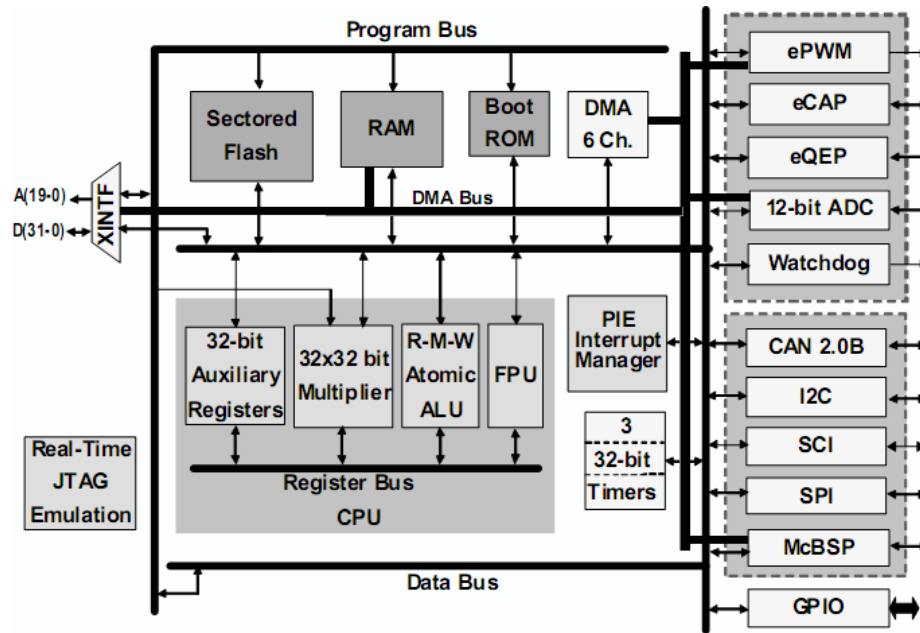 Program Bus
Sectored
Flash
RAM
Boot
ROM
DMA
6 Ch.
A(19-0)
D(31-0)
XINTF
DMA Bus
32-bit
Auxiliary
Registers
32x32 bit
Multiplier
R-M-W
Atomic
ALU
FPU
Register Bus
CPU
PIE
Interrupt
Manager
3
32-bit
Timers
Real-Time
JTAG
Emulation
Data Bus
ePWM
eCAP
eQEP
12-bit ADC
Watchdog
CAN 2.0B
I2C
SCI
SPI
McBSP
GPIO